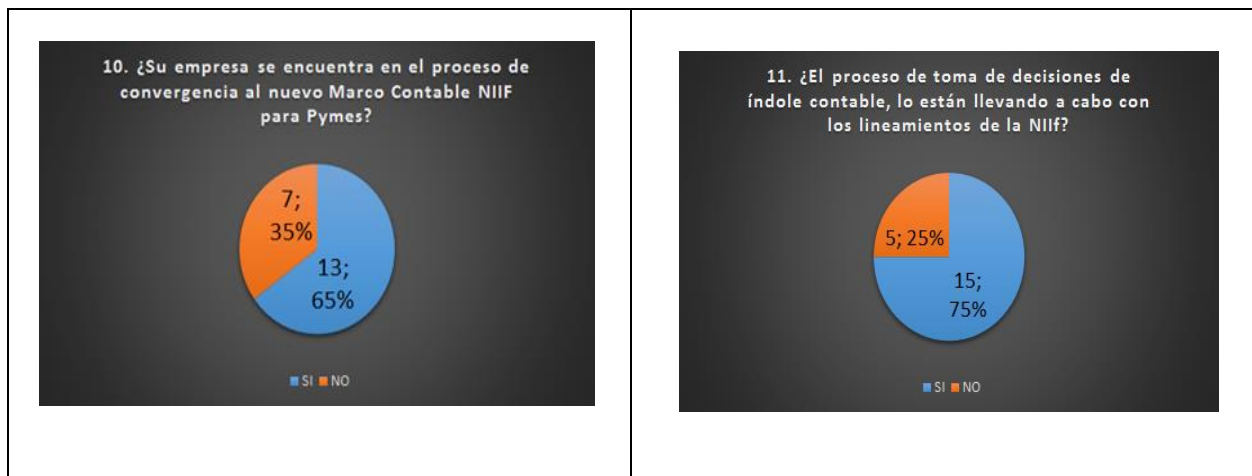 10. ¿Su empresa se encuentra en el proceso de
convergencia al nuevo Marco Contable NIIF
para Pymes?
7;
35%
13;
65%
SI NO
11. ¿El proceso de toma de decisiones de
índole contable, lo están llevando a cabo con
los lineamientos de la NIIf?
5; 25%
15;
75%
SI NO